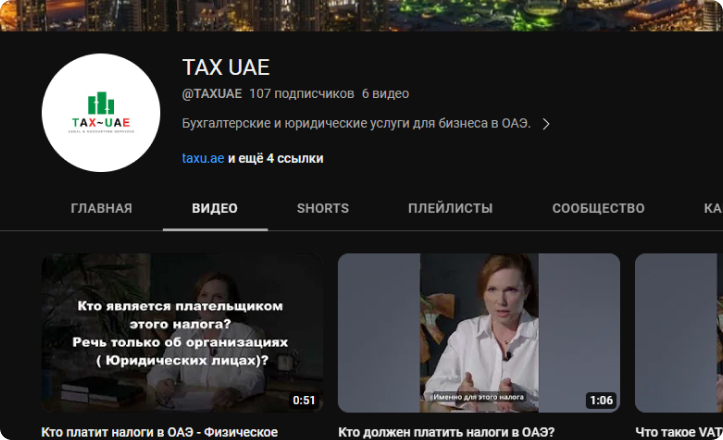 TAX UAE
TAX~UAE
LEGAL & ACCOUNTING SERVICES
@TAXUAE 107 подписчиков 6 видео
Бухгалтерские и юридические услуги для бизнеса в ОАЭ.
taxu.ae и ещё 4 ссылки
ГЛАВНАЯ ВИДЕО SHORTS ПЛЕЙЛИСТЫ СООБЩЕСТВО КА
Кто является плательщиком
этого налога?
Речь только об организациях
( Юридических лицах)?
0:51
Именно для этого налога
1:06
Кто платит налоги в ОАЭ - Физическое
Кто должен платить налоги в ОАЭ?
Что такое VAT